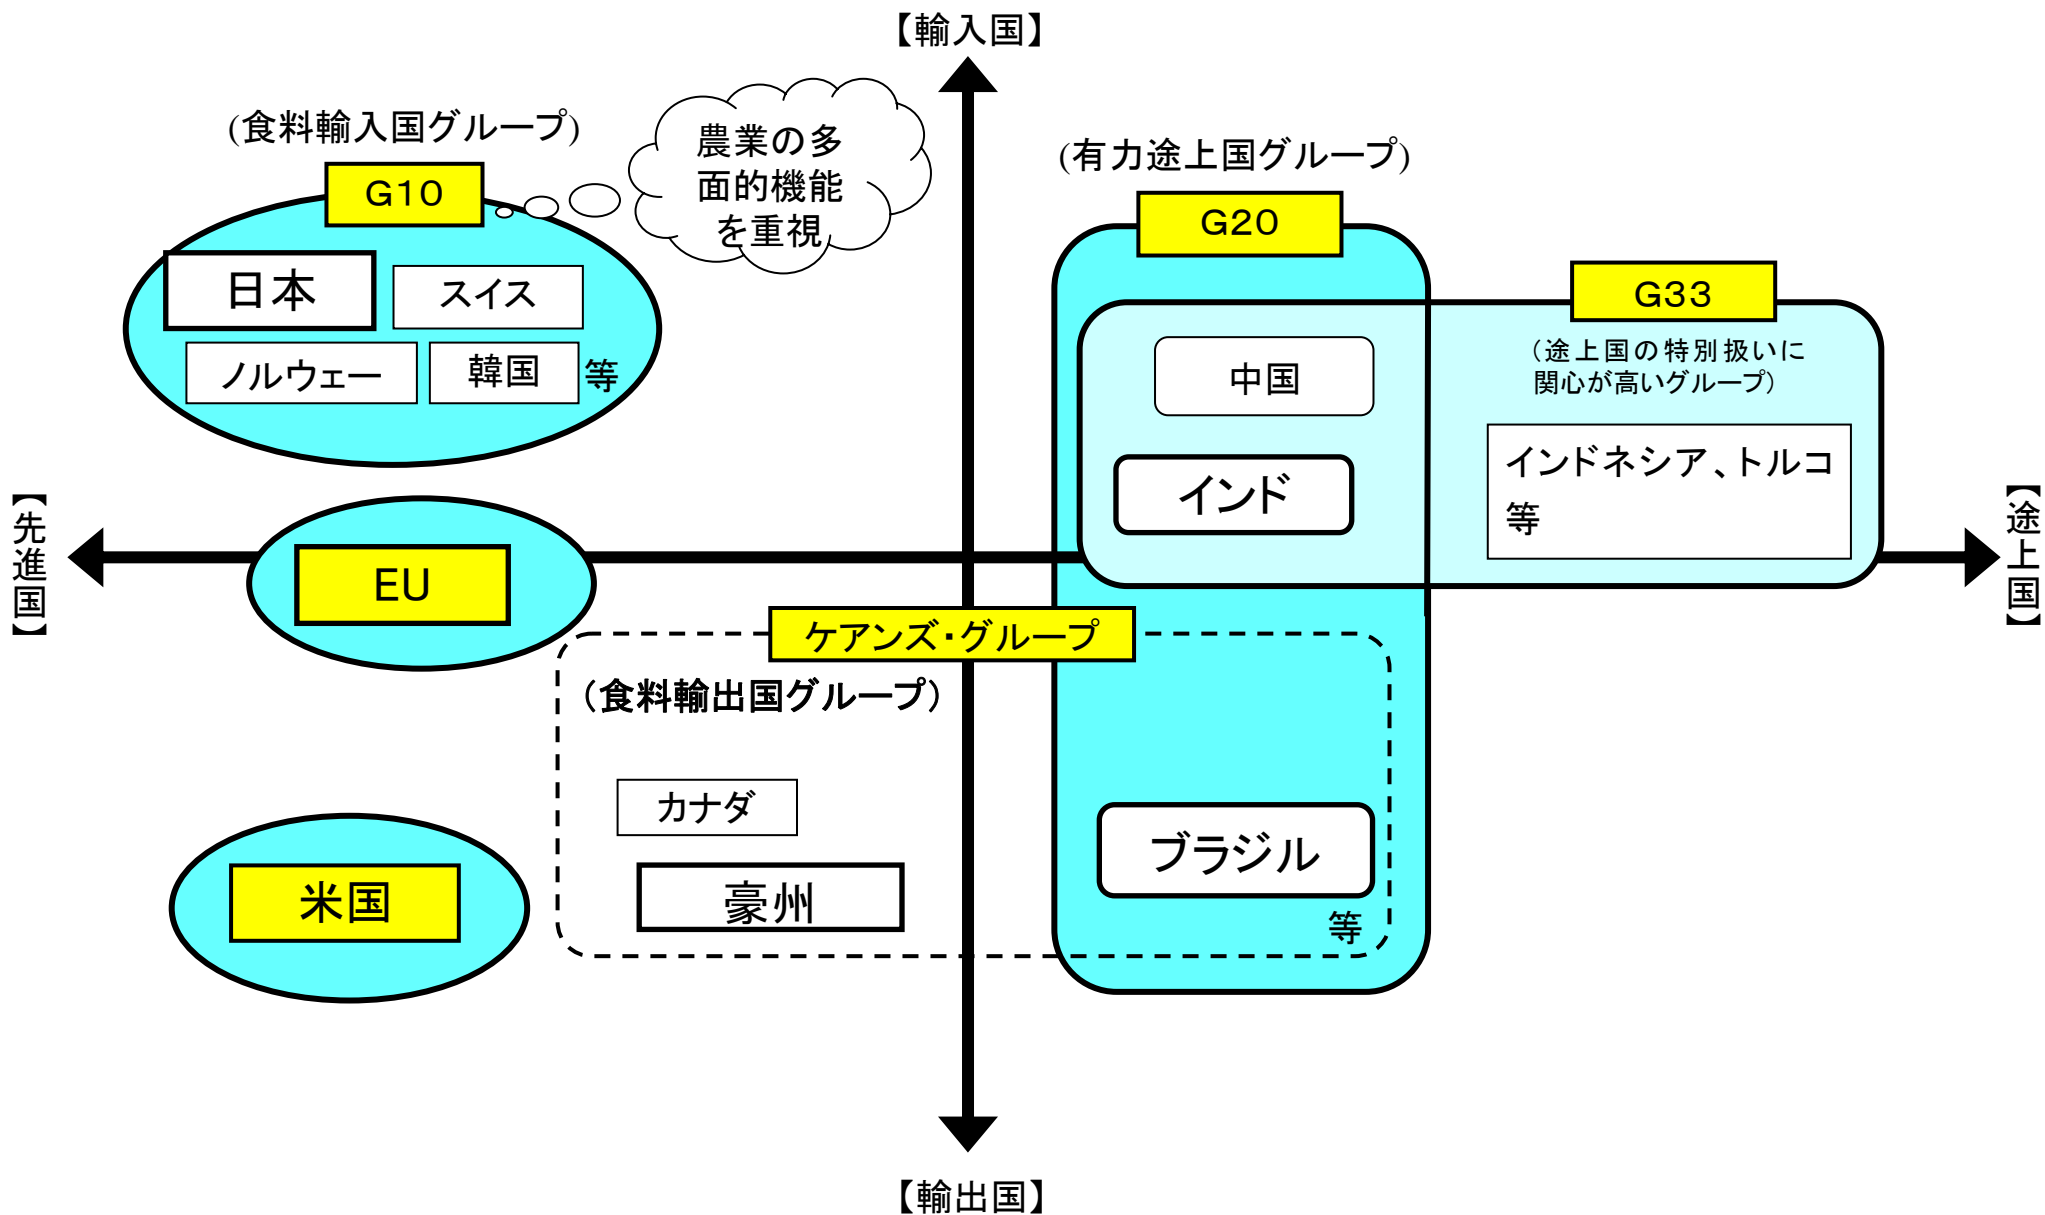 【輸入国】
(食料輸入国グループ)
G10
農業の多
面的機能
を重視
日本
スイス
ノルウェー
韓国
等
(有力途上国グループ)
G20
G33
（途上国の特別扱いに
関心が高いグループ）
中国
インド
インドネシア、トルコ
等
【先進国】
【途上国】
EU
ケアンズ・グループ
（食料輸出国グループ）
カナダ
豪州
ブラジル
等
米国
【輸出国】